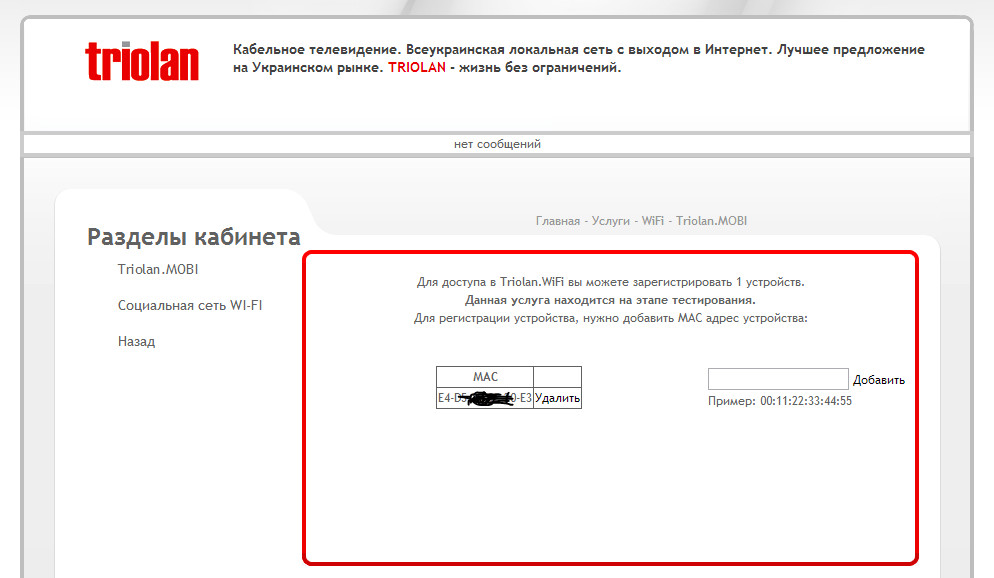 triolan
Кабельное телевидение. Всеукраинская локальная сеть с выходом в Интернет. Лучшее предложение
на Украинском рынке. TRIOLAN - жизнь без ограничений.
нет сообщений
Главная - Услуги - WiFi - Triolan.MOBI
Разделы кабинета
Triolan.MOBI
Социальная сеть WI-FI
Назад
Для доступа в Triolan.WiFi вы можете зарегистрировать 1 устройств.
Данная услуга находится на этапе тестирования.
Для регистрации устройства, нужно добавить MAC адрес устройства:
MAC
E4-D5 0-E3 Удалить
Добавить
Пример: 00:11:22:33:44:55